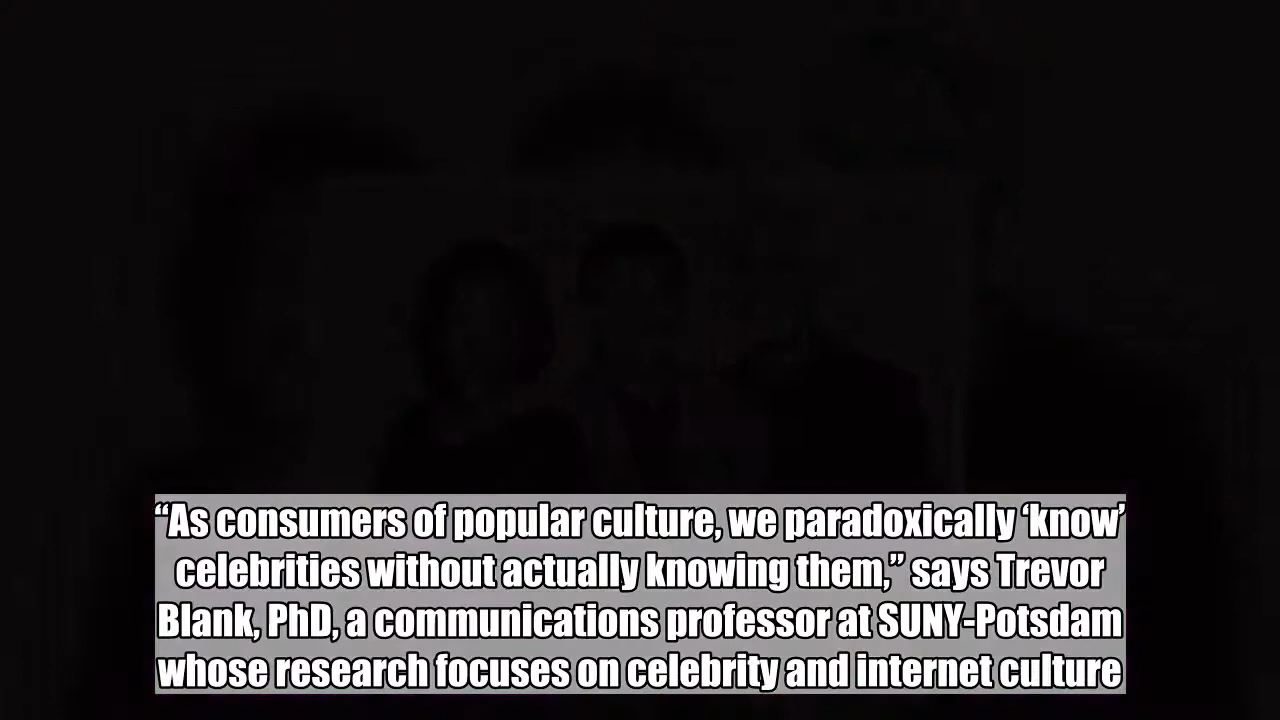 “As consumers of popular culture, we paradoxically ‘know’
celebrities without actually knowing them,” says Trevor
Blank, PhD, a communications professor at SUNY-Potsdam
whose research focuses on celebrity and internet culture